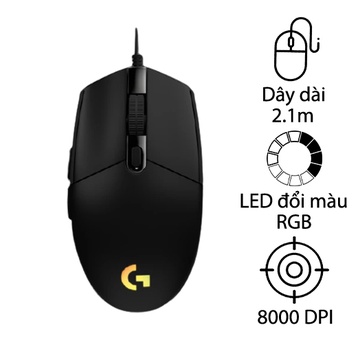 Dây dài
2.1m
LED đổi màu
RGB
8000 DPI
G